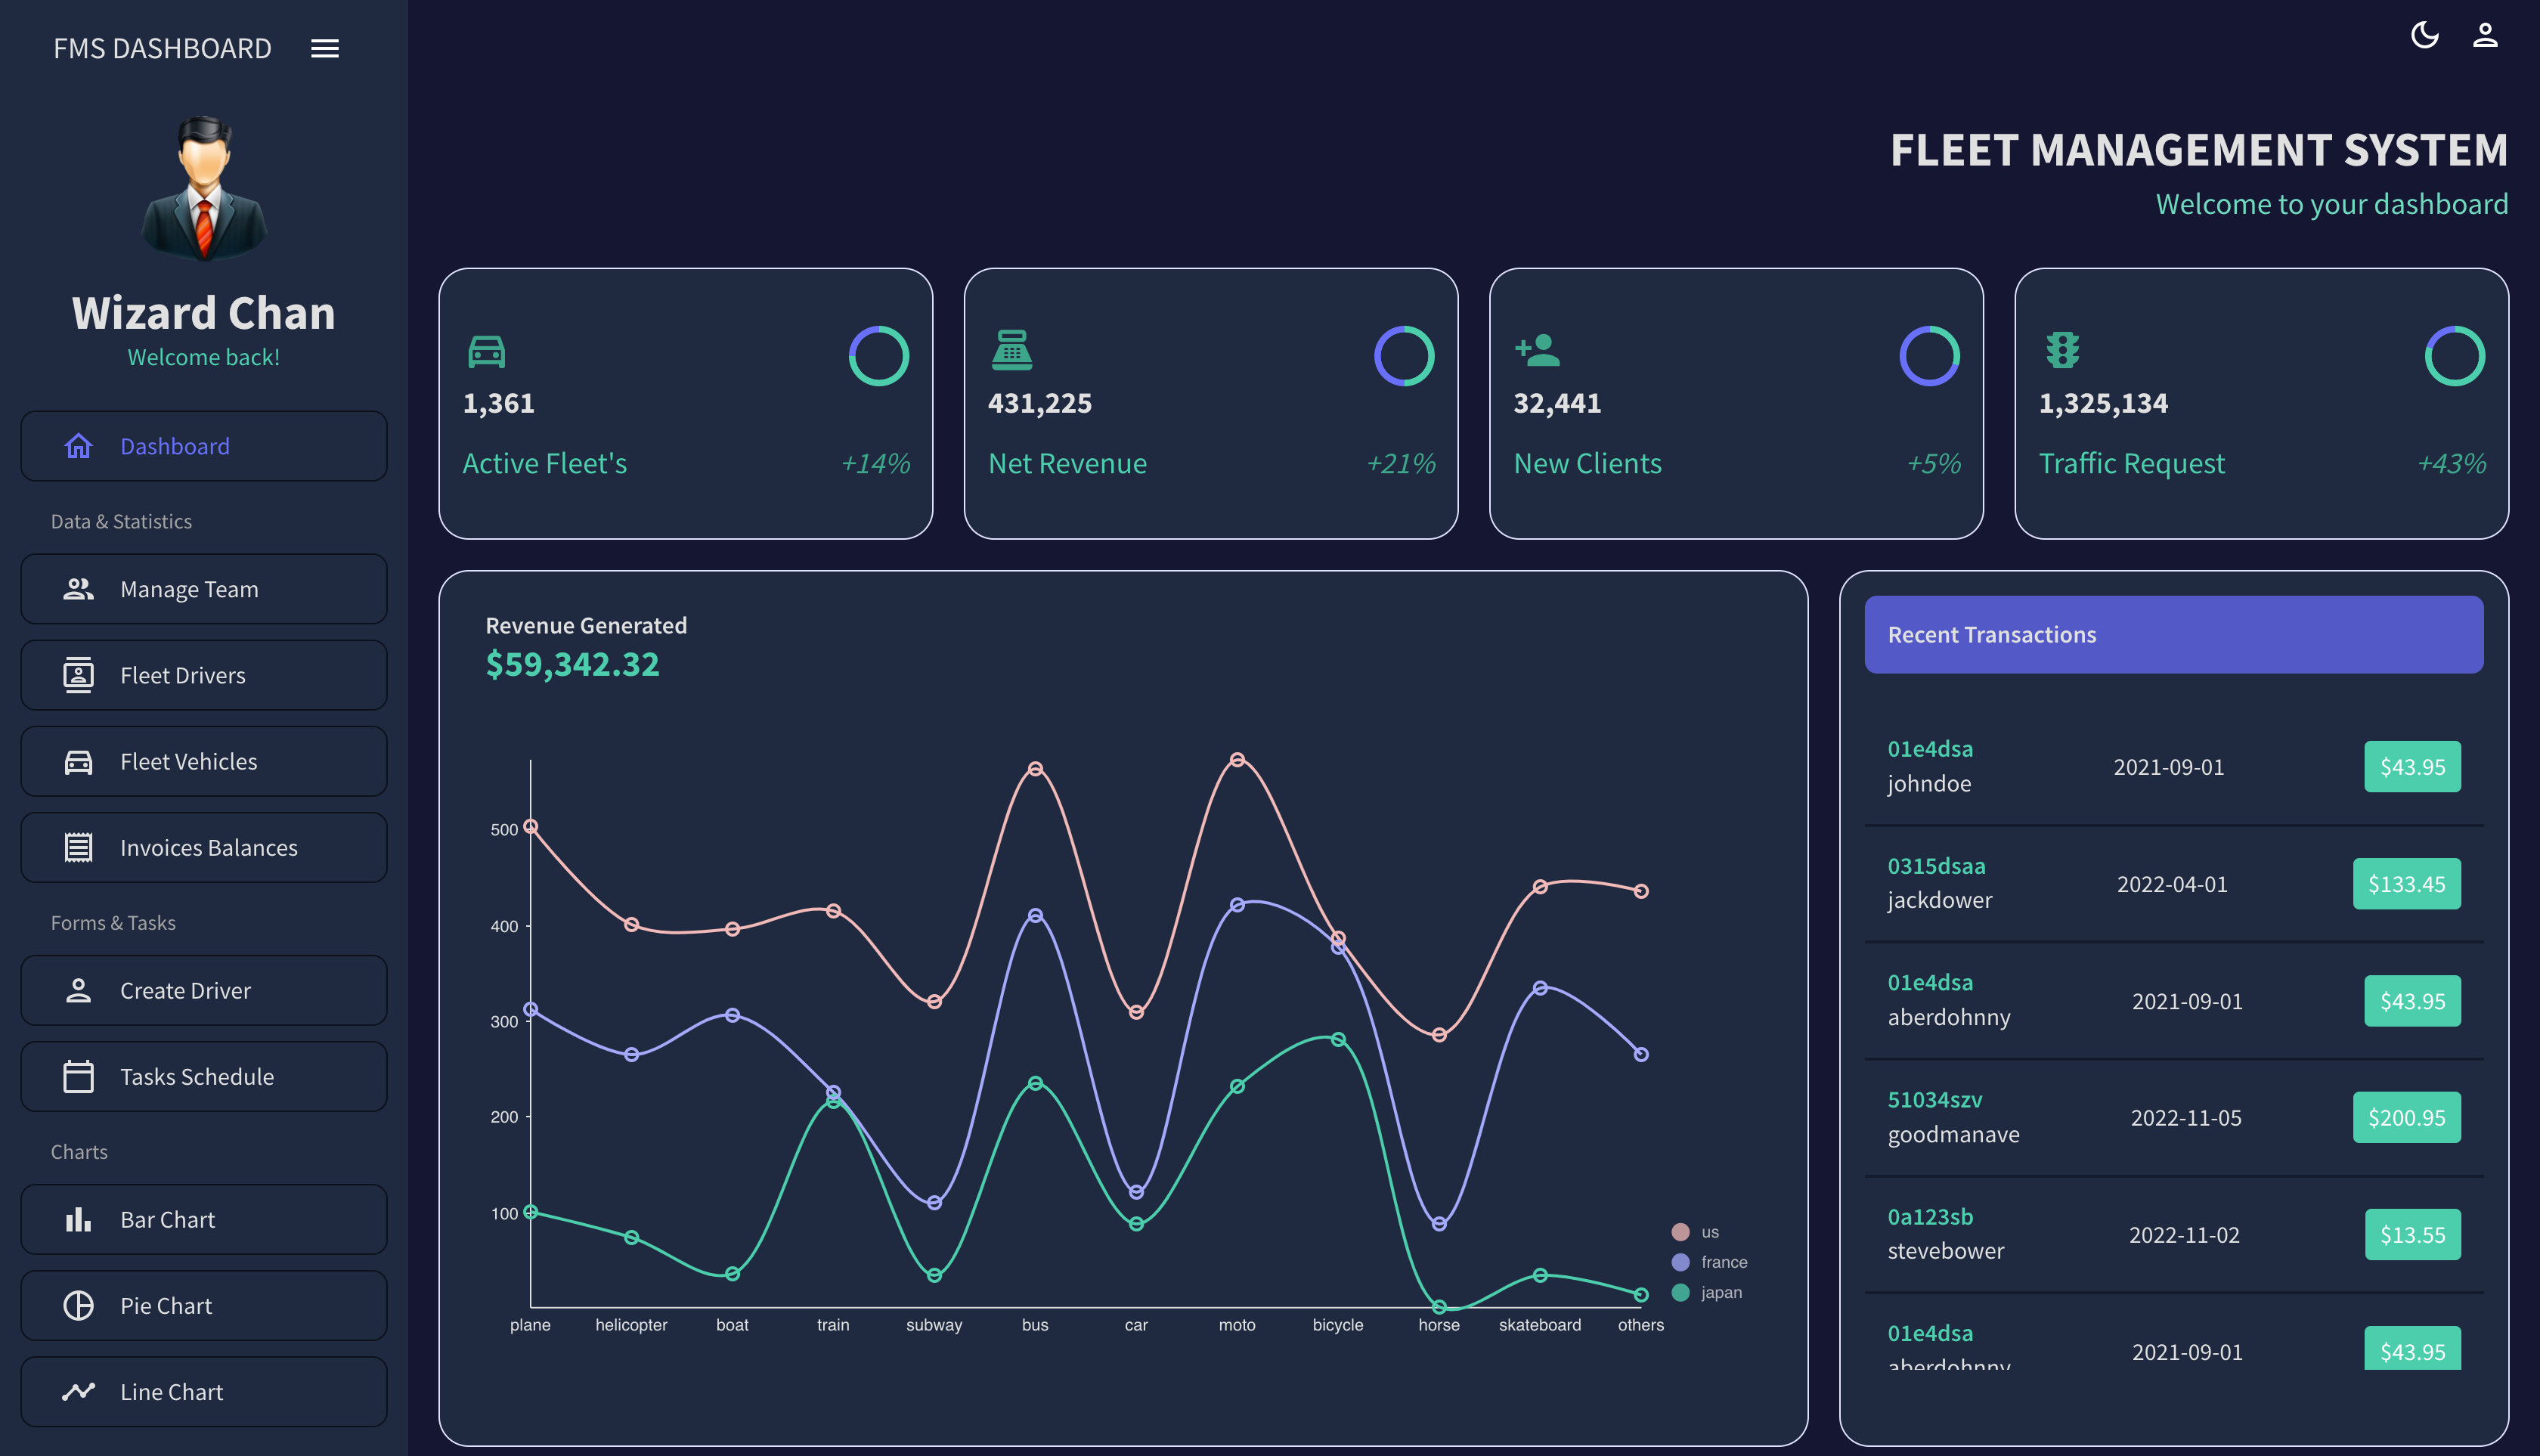 FMS DASHBOARD
Wizard Chan
Welcome back!
Dashboard
Data & Statistics
Manage Team
Fleet Drivers
Fleet Vehicles
Invoices Balances
Forms & Tasks
Create Driver
Tasks Schedule
Charts
Bar Chart
Pie Chart
Line Chart
FLEET MANAGEMENT SYSTEM
Welcome to your dashboard
1,361
Active Fleet's +14%
431,225
Net Revenue +21%
32,441
New Clients +5%
1,325,134
Traffic Request +43%
Revenue Generated
$59,342.32
500
400
300
200
100
plane helicopter boat train subway bus car moto bicycle horse skateboard others
us
france
japan
Recent Transactions
01e4dsa
johndoe
2021-09-01
$43.95
0315dsaa
jackdower
2022-04-01
$133.45
01e4dsa
aberdohnny
2021-09-01
$43.95
51034szv
goodmanave
2022-11-05
$200.95
0a123sb
stevebower
2022-11-02
$13.55
01e4dsa
aberdohnny
2021-09-01
$43.95